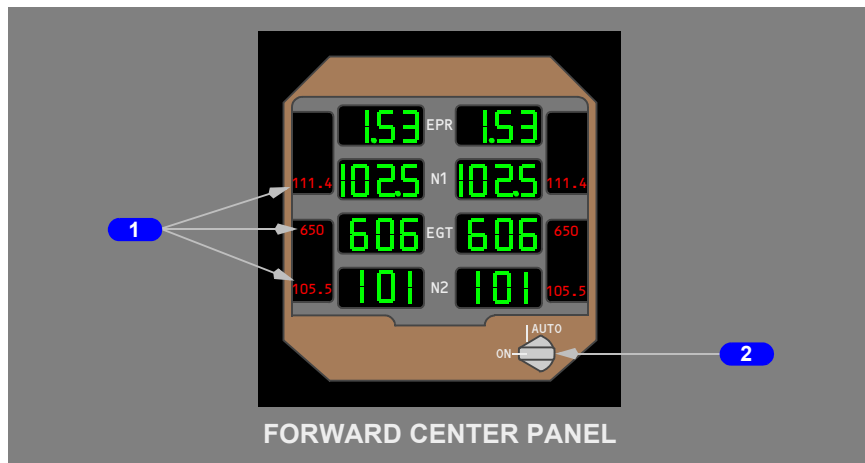 1.53 EPR 1.53
111.4 102.5 N1 102.5 111.4
1
650 606 EGT 606 650
105.5 101 N2 101 105.5
AUTO
ON
2
FORWARD CENTER PANEL